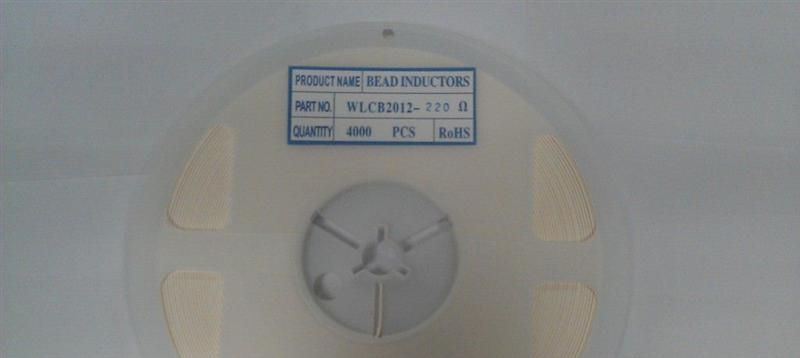 PRODUCT NAME BEAD INDUCTORS
PART NO. WLCB2012- 220 Ω
QUANTITY 4000 PCS RoHS